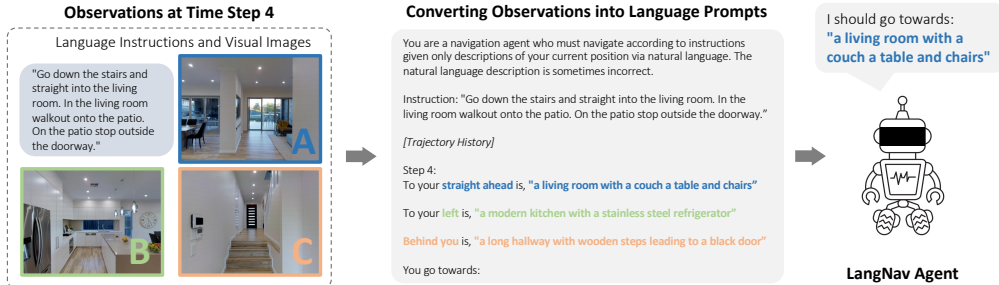 Observations at Time Step 4
Language Instructions and Visual Images
"Go down the stairs and
straight into the living
room. In the living room
walkout onto the patio.
On the patio stop outside
the doorway."
A
B
C
Converting Observations into Language Prompts
You are a navigation agent who must navigate according to instructions
given only descriptions of your current position via natural language. The
natural language description is sometimes incorrect.
Instruction: "Go down the stairs and straight into the living room. In the
living room walkout onto the patio. On the patio stop outside the doorway."
[Trajectory History]
Step 4:
To your straight ahead is, "a living room with a couch a table and chairs"
To your left is, "a modern kitchen with a stainless steel refrigerator"
Behind you is, "a long hallway with wooden steps leading to a black door"
You go towards:
I should go towards:
"a living room with a
couch a table and chairs"
LangNav Agent